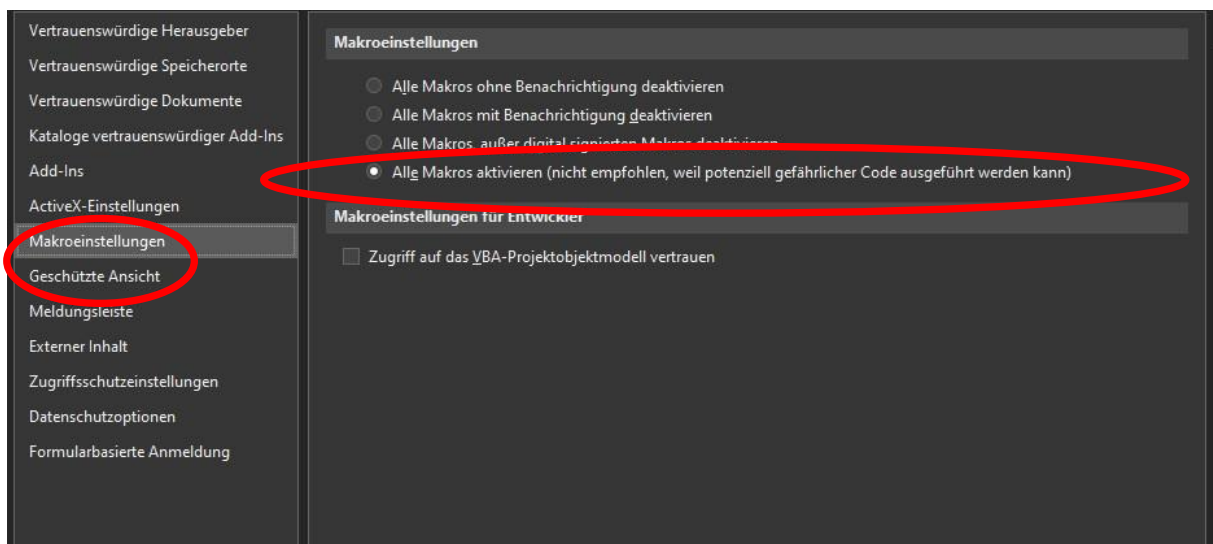 Vertrauenswürdige Herausgeber
Vertrauenswürdige Speicherorte
Vertrauenswürdige Dokumente
Kataloge vertrauenswürdiger Add-Ins
Add-Ins
ActiveX-Einstellungen
Makroeinstellungen
Geschützte Ansicht
Meldungsleiste
Externer Inhalt
Zugriffsschutzeinstellungen
Datenschutzoptionen
Formularbasierte Anmeldung
Makroeinstellungen
Alle Makros ohne Benachrichtigung deaktivieren
Alle Makros mit Benachrichtigung deaktivieren
Alle Makros, außer digital signierten Makros deaktivieren
Alle Makros aktivieren (nicht empfohlen, weil potenziell gefährlicher Code ausgeführt werden kann)
Makroeinstellungen für Entwickler
Zugriff auf das VBA-Projektobjektmodell vertrauen